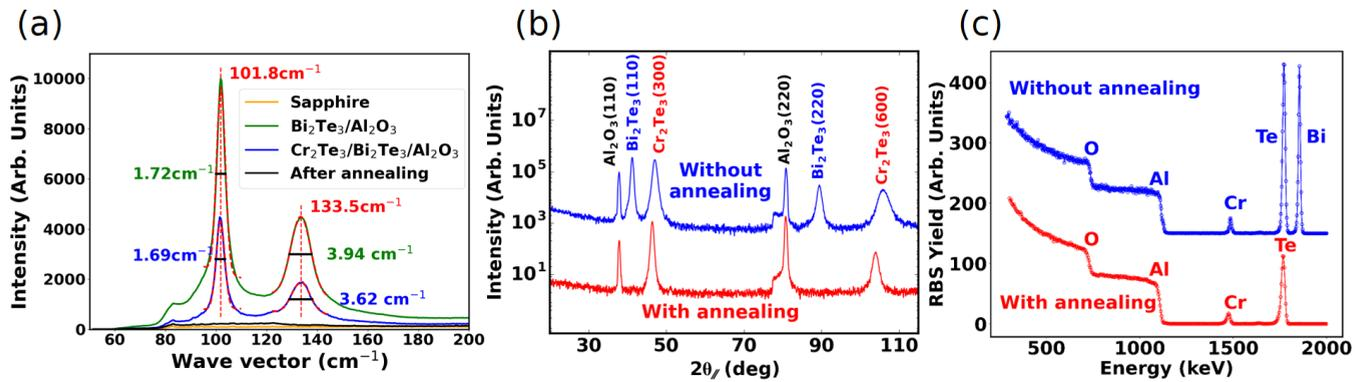 (a)
Intensity (Arb. Units)
10000
8000
6000
4000
2000
0
60
80
100
120
140
160
180
200
Wave vector (cm⁻¹)
101.8cm⁻¹
Sapphire
Bi₂Te₃/Al₂O₃
Cr₂Te₃/Bi₂Te₃/Al₂O₃
After annealing
1.72cm⁻¹
133.5cm⁻¹
1.69cm⁻¹
3.94 cm⁻¹
3.62 cm⁻¹
(b)
Intensity (Arb. Units)
10⁷
10⁵
10³
10¹
30
50
70
90
110
2θ⫽ (deg)
Al₂O₃(110)
Bi₂Te₃(110)
Cr₂Te₃(300)
Al₂O₃(220)
Bi₂Te₃(220)
Cr₂Te₃(600)
Without
annealing
With annealing
(c)
RBS Yield (Arb. Units)
400
300
200
100
0
500
1000
1500
2000
Energy (keV)
Without annealing
O
Al
Cr
Te
Bi
With annealing
O
Al
Cr
Te